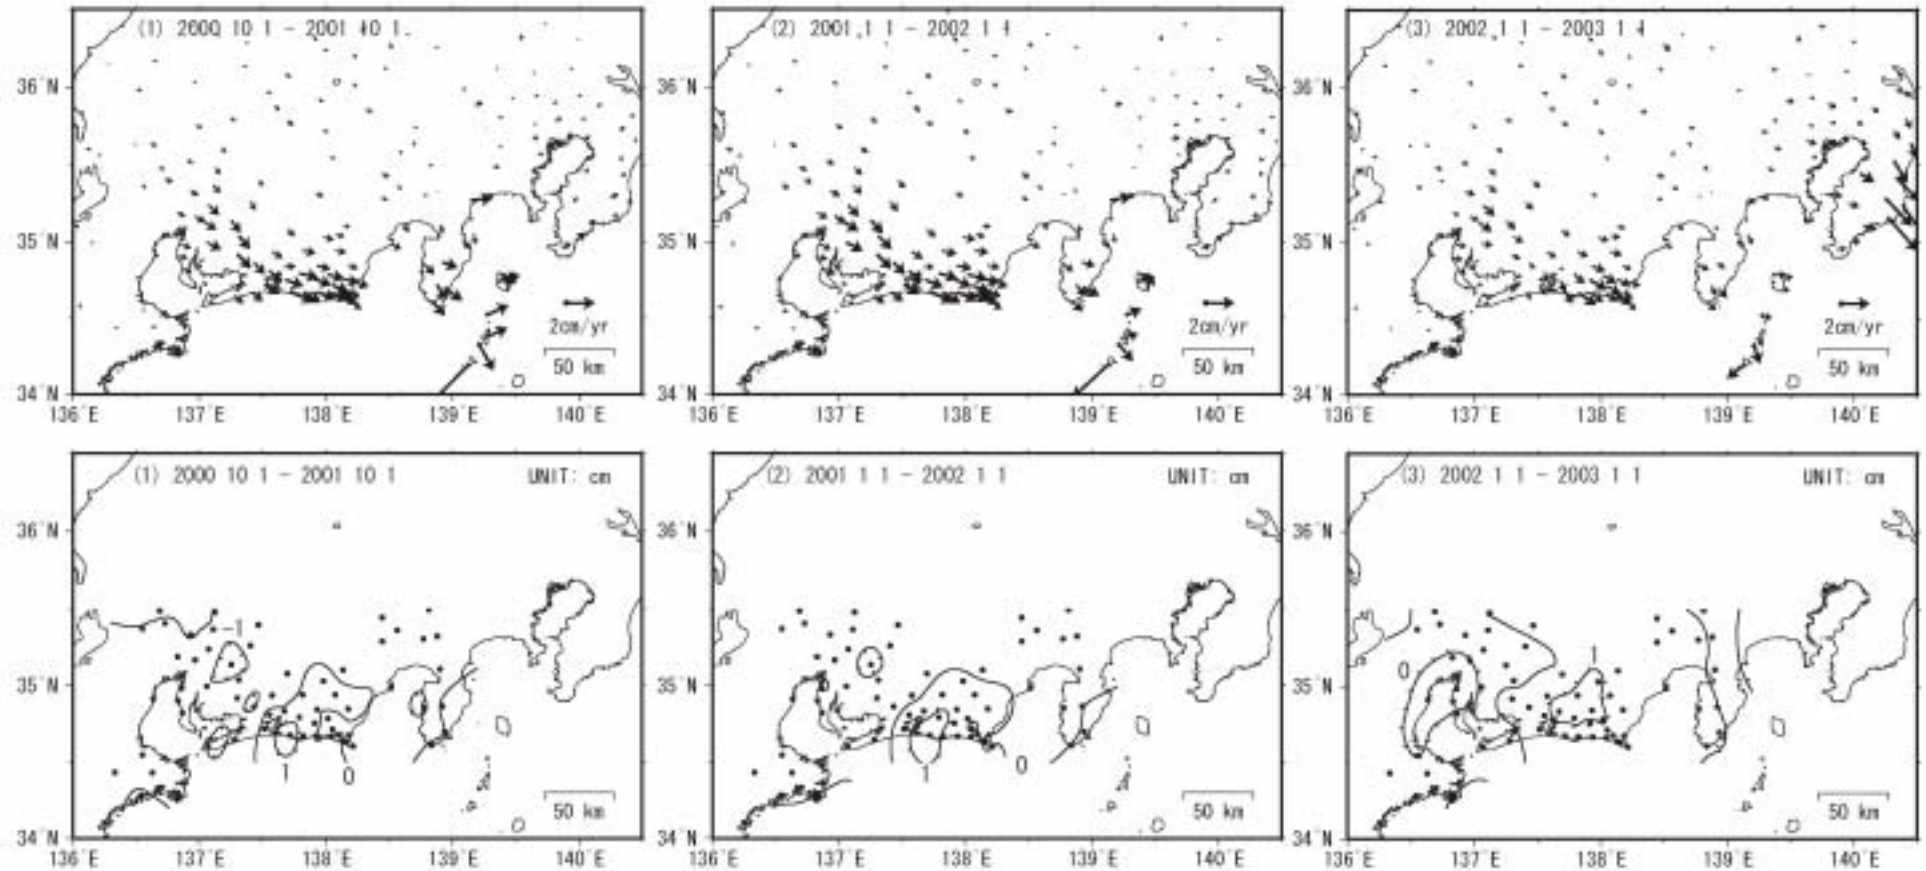 (1) 2000 10 1 - 2001 10 1
36°N
35°N
34°N
136°E 137°E 138°E 139°E 140°E
2cm/yr
50 km
(2) 2001 1 1 - 2002 1 1
36°N
35°N
34°N
136°E 137°E 138°E 139°E 140°E
2cm/yr
50 km
(3) 2002 1 1 - 2003 1 1
36°N
35°N
34°N
136°E 137°E 138°E 139°E 140°E
2cm/yr
50 km
(1) 2000 10 1 - 2001 10 1 UNIT: cm
36°N
-1
35°N
1 0
50 km
34°N
136°E 137°E 138°E 139°E 140°E
(2) 2001 1 1 - 2002 1 1 UNIT: cm
36°N
35°N
1 0
50 km
34°N
136°E 137°E 138°E 139°E 140°E
(3) 2002 1 1 - 2003 1 1 UNIT: cm
36°N
0 1
35°N
50 km
34°N
136°E 137°E 138°E 139°E 140°E